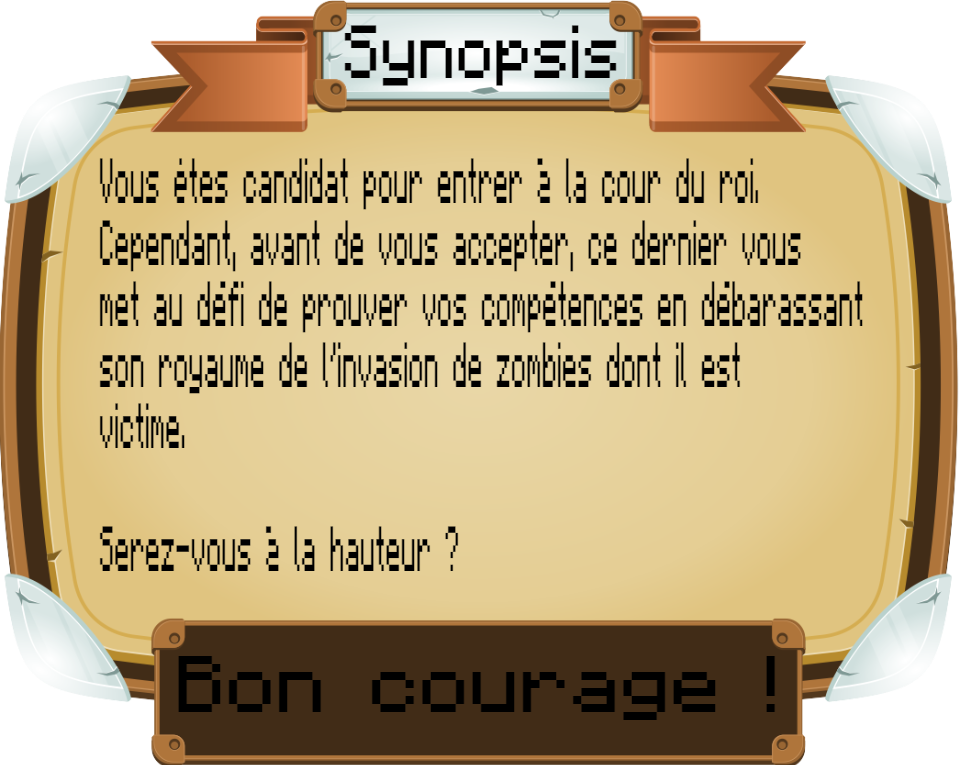 Synopsis
Vous êtes candidat pour entrer à la cour du roi.
Cependant, avant de vous accepter, ce dernier vous
met au défi de prouver vos compétences en débarassant
son royaume de l'invasion de zombies dont il est
victime.
Serez-vous à la hauteur ?
Bon courage !